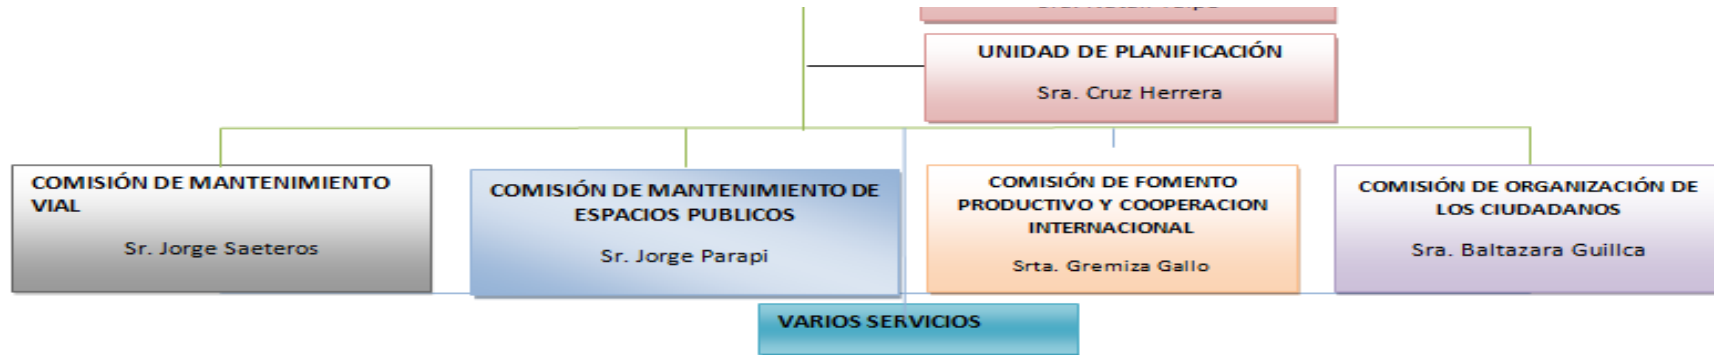 UNIDAD DE PLANIFICACIÓN
Sra. Cruz Herrera
COMISIÓN DE MANTENIMIENTO
VIAL
Sr. Jorge Saeteros
COMISIÓN DE MANTENIMIENTO DE
ESPACIOS PUBLICOS
Sr. Jorge Parapi
COMISIÓN DE FOMENTO
PRODUCTIVO Y COOPERACION
INTERNACIONAL
Srta. Gremiza Gallo
COMISIÓN DE ORGANIZACIÓN DE
LOS CIUDADANOS
Sra. Baltazara Guillca
VARIOS SERVICIOS